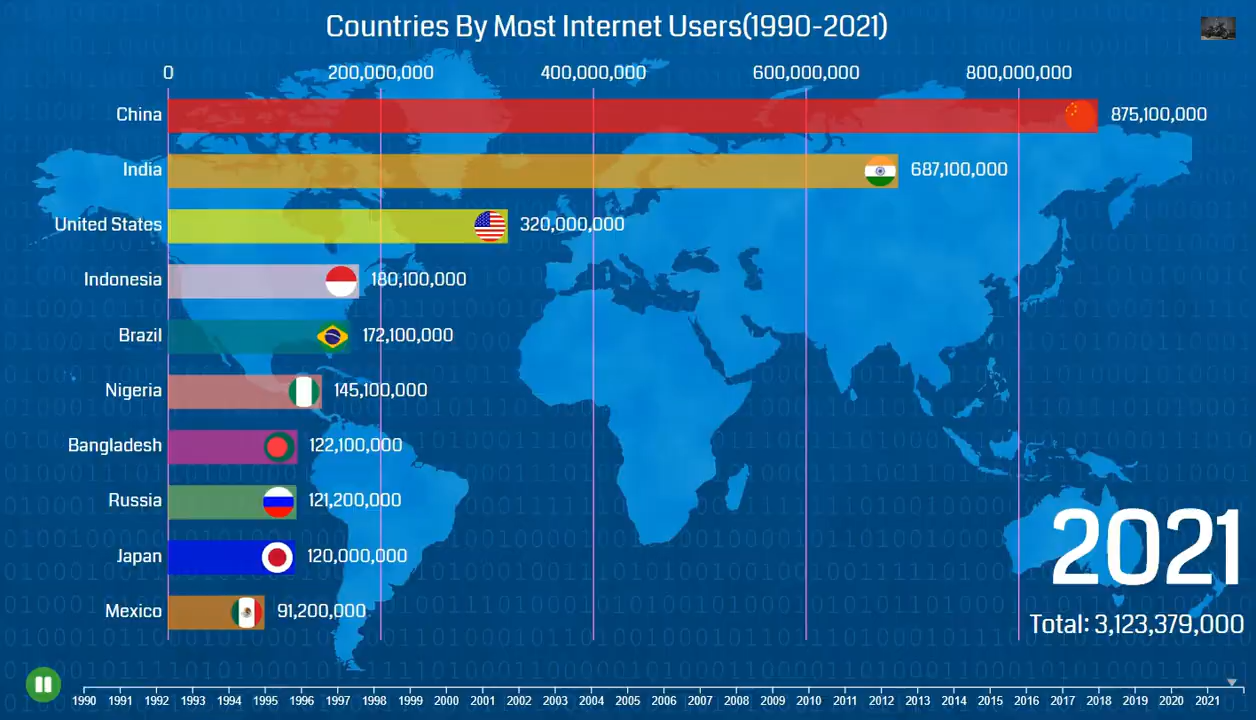 Countries By Most Internet Users(1990-2021)
0 200,000,000 400,000,000 600,000,000 800,000,000
China 875,100,000
India 687,100,000
United States 320,000,000
Indonesia 180,100,000
Brazil 172,100,000
Nigeria 145,100,000
Bangladesh 122,100,000
Russia 121,200,000
Japan 120,000,000
Mexico 91,200,000
2021
Total: 3,123,379,000
1990 1991 1992 1993 1994 1995 1996 1997 1998 1999 2000 2001 2002 2003 2004 2005 2006 2007 2008 2009 2010 2011 2012 2013 2014 2015 2016 2017 2018 2019 2020 2021